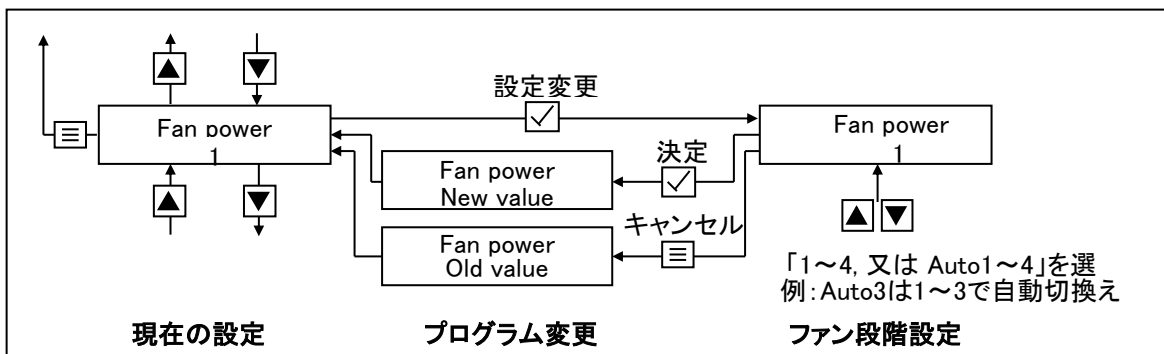 設定変更
Fan power
1
Fan power
1
決定
Fan power
New value
キャンセル
Fan power
Old value
「1～4, 又は Auto1～4」を選
例：Auto3は1～3で自動切換え
現在の設定
プログラム変更
ファン段階設定